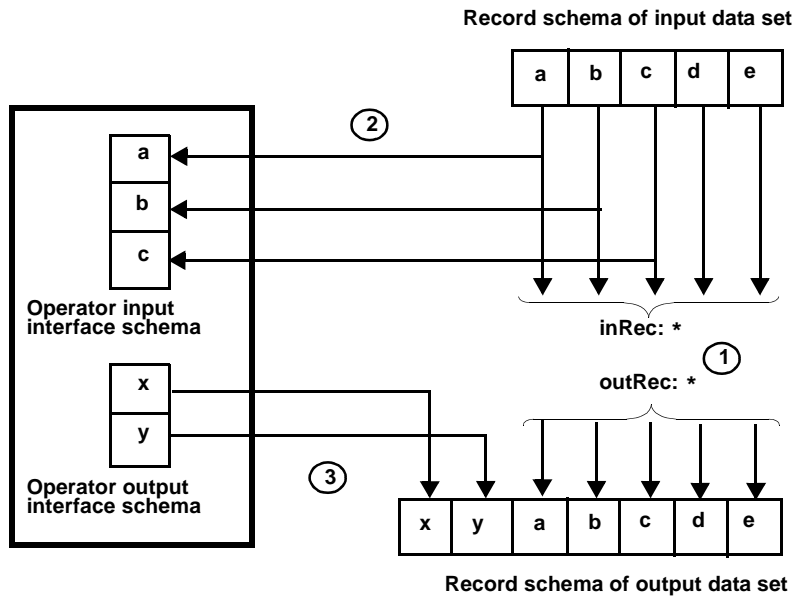 Record schema of input data set
a b c d e
2
a
b
c
Operator input
interface schema
inRec: *
1
outRec: *
x
y
3
Operator output
interface schema
x y a b c d e
Record schema of output data set